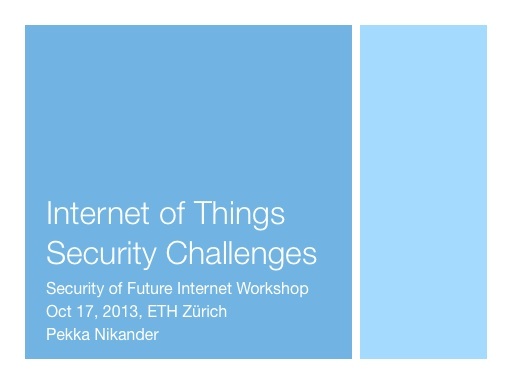 Internet of Things
Security Challenges
Security of Future Internet Workshop
Oct 17, 2013, ETH Zürich
Pekka Nikander